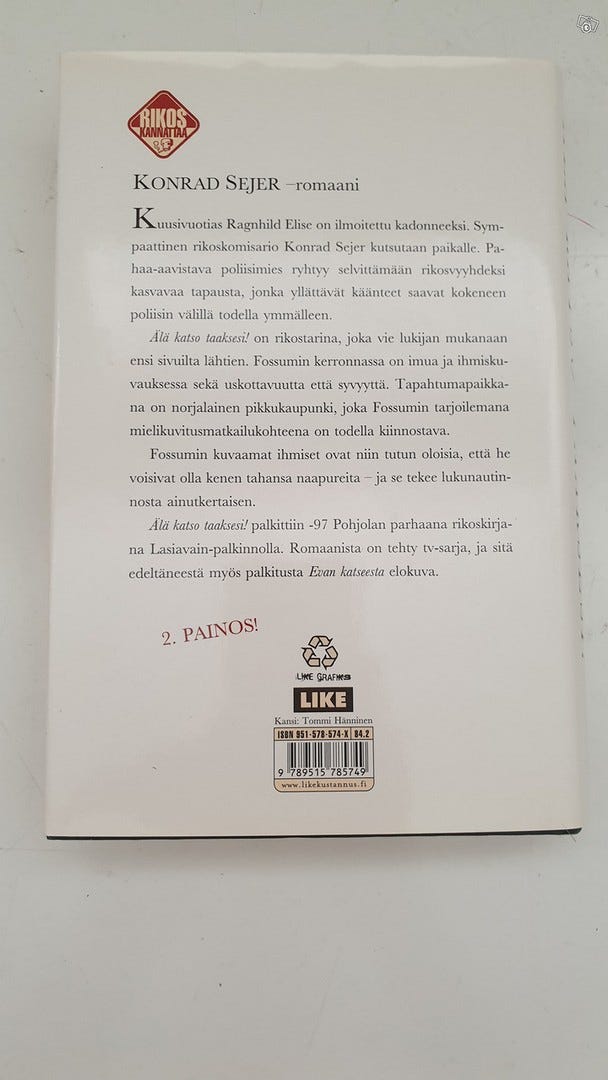 RIKOS
KANNATTAA
KONRAD SEJER –romaani
Kuusivuotias Ragnhild Elise on ilmoitettu kadonneeksi. Sym-
paattinen rikoskomisario Konrad Sejer kutsutaan paikalle. Pa-
haa-aavistava poliisimies ryhtyy selvittämään rikosvyyhdeksi
kasvavaa tapausta, jonka yllättävät käänteet saavat kokeneen
poliisin välillä todella ymmälleen.
Älä katso taaksesi! on rikostarina, joka vie lukijan mukanaan
ensi sivuilta lähtien. Fossumin kerronnassa on imua ja ihmisku-
vauksessa sekä uskottavuutta että syvyyttä. Tapahtumapaikka-
na on norjalainen pikkukaupunki, joka Fossumin tarjoilemana
mielikuvitusmatkailukohteena on todella kiinnostava.
Fossumin kuvaamat ihmiset ovat niin tutun oloisia, että he
voisivat olla kenen tahansa naapureita – ja se tekee lukunautin-
nosta ainutkertaisen.
Älä katso taaksesi! palkittiin -97 Pohjolan parhaana rikoskirja-
na Lasiavain-palkinnolla. Romaanista on tehty tv-sarja, ja sitä
edeltäneestä myös palkitusta Evan katseesta elokuva.
2. PAINOS!
LIKE GRAFIKS
LIKE
Kansi: Tommi Hänninen
ISBN 951-578-574-X 84.2
9 789515 785749
www.likekustannus.fi